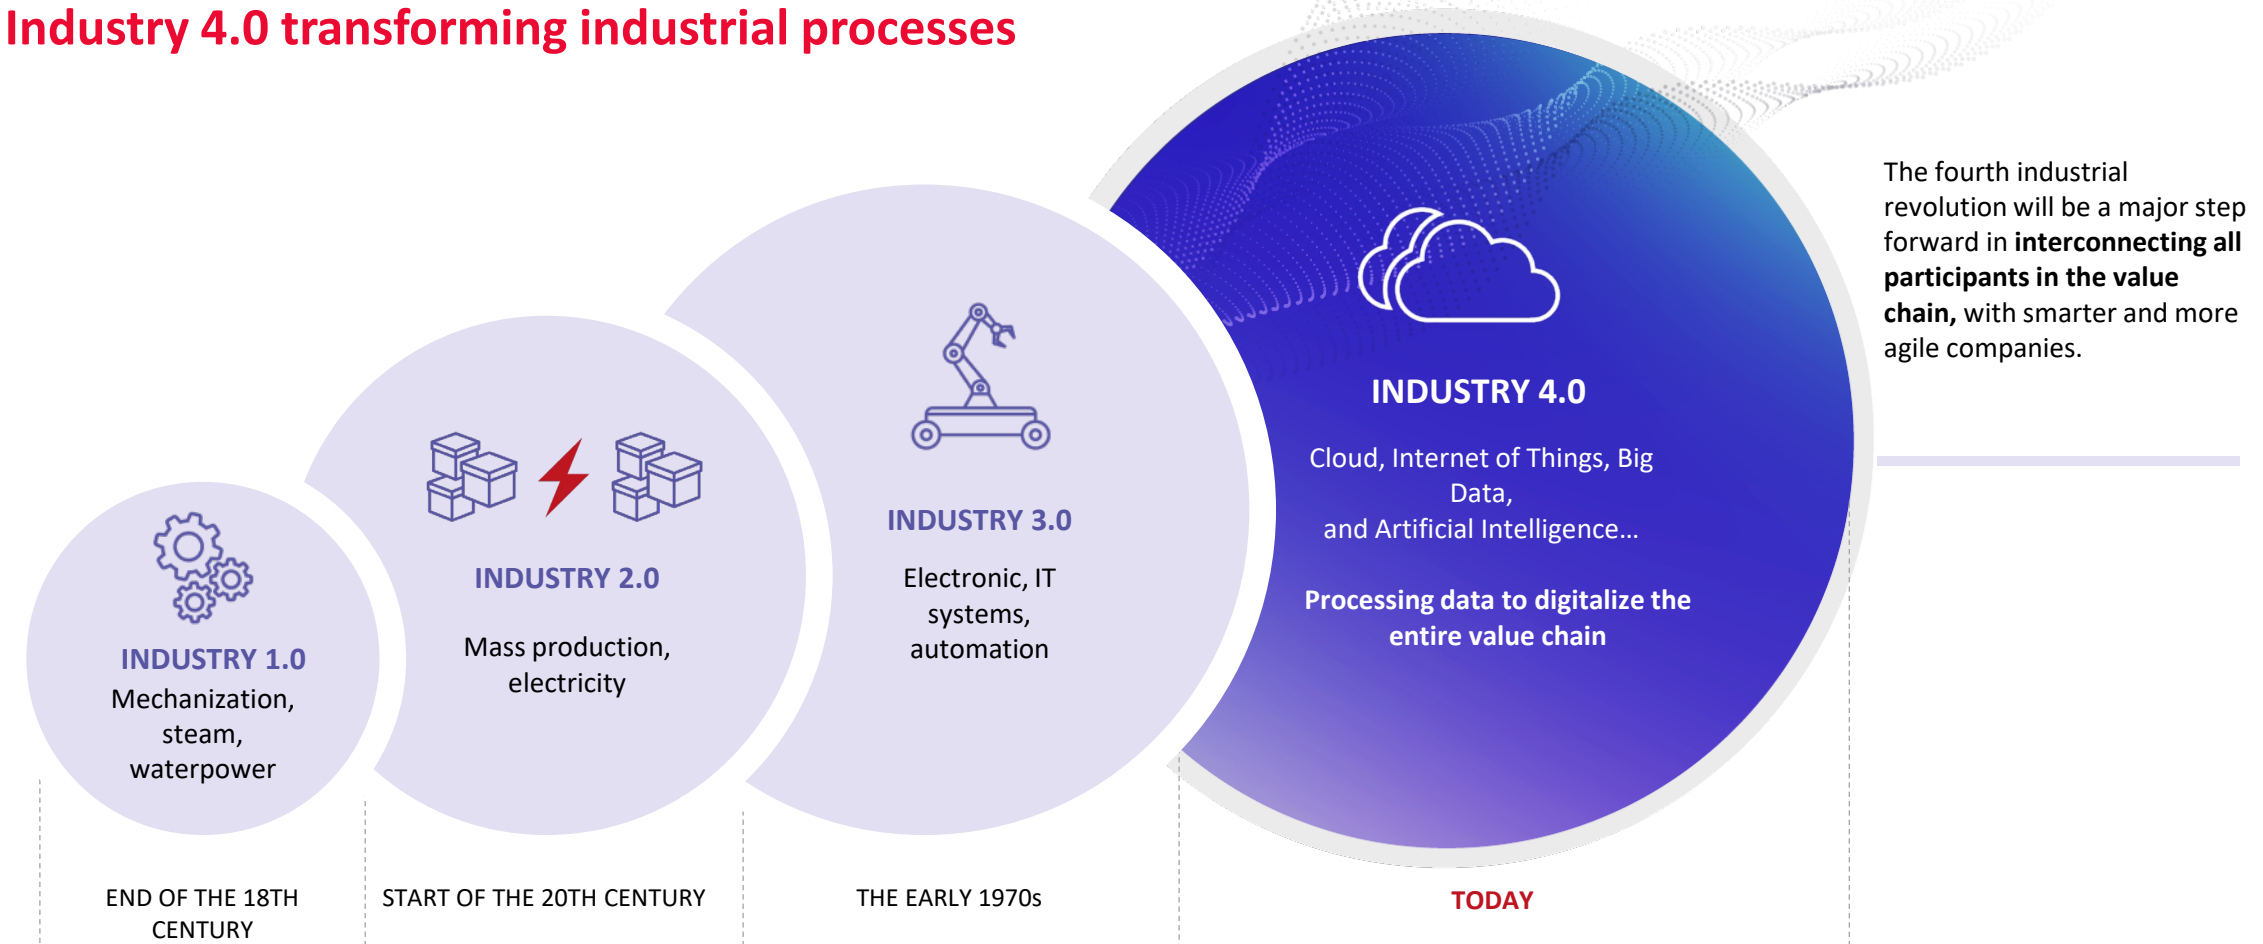 Industry 4.0 transforming industrial processes
INDUSTRY 1.0
Mechanization,
steam,
waterpower
END OF THE 18TH
CENTURY
INDUSTRY 2.0
Mass production,
electricity
START OF THE 20TH CENTURY
INDUSTRY 3.0
Electronic, IT
systems,
automation
THE EARLY 1970s
INDUSTRY 4.0
Cloud, Internet of Things, Big
Data,
and Artificial Intelligence...
Processing data to digitalize the
entire value chain
TODAY
The fourth industrial
revolution will be a major step
forward in interconnecting all
participants in the value
chain, with smarter and more
agile companies.